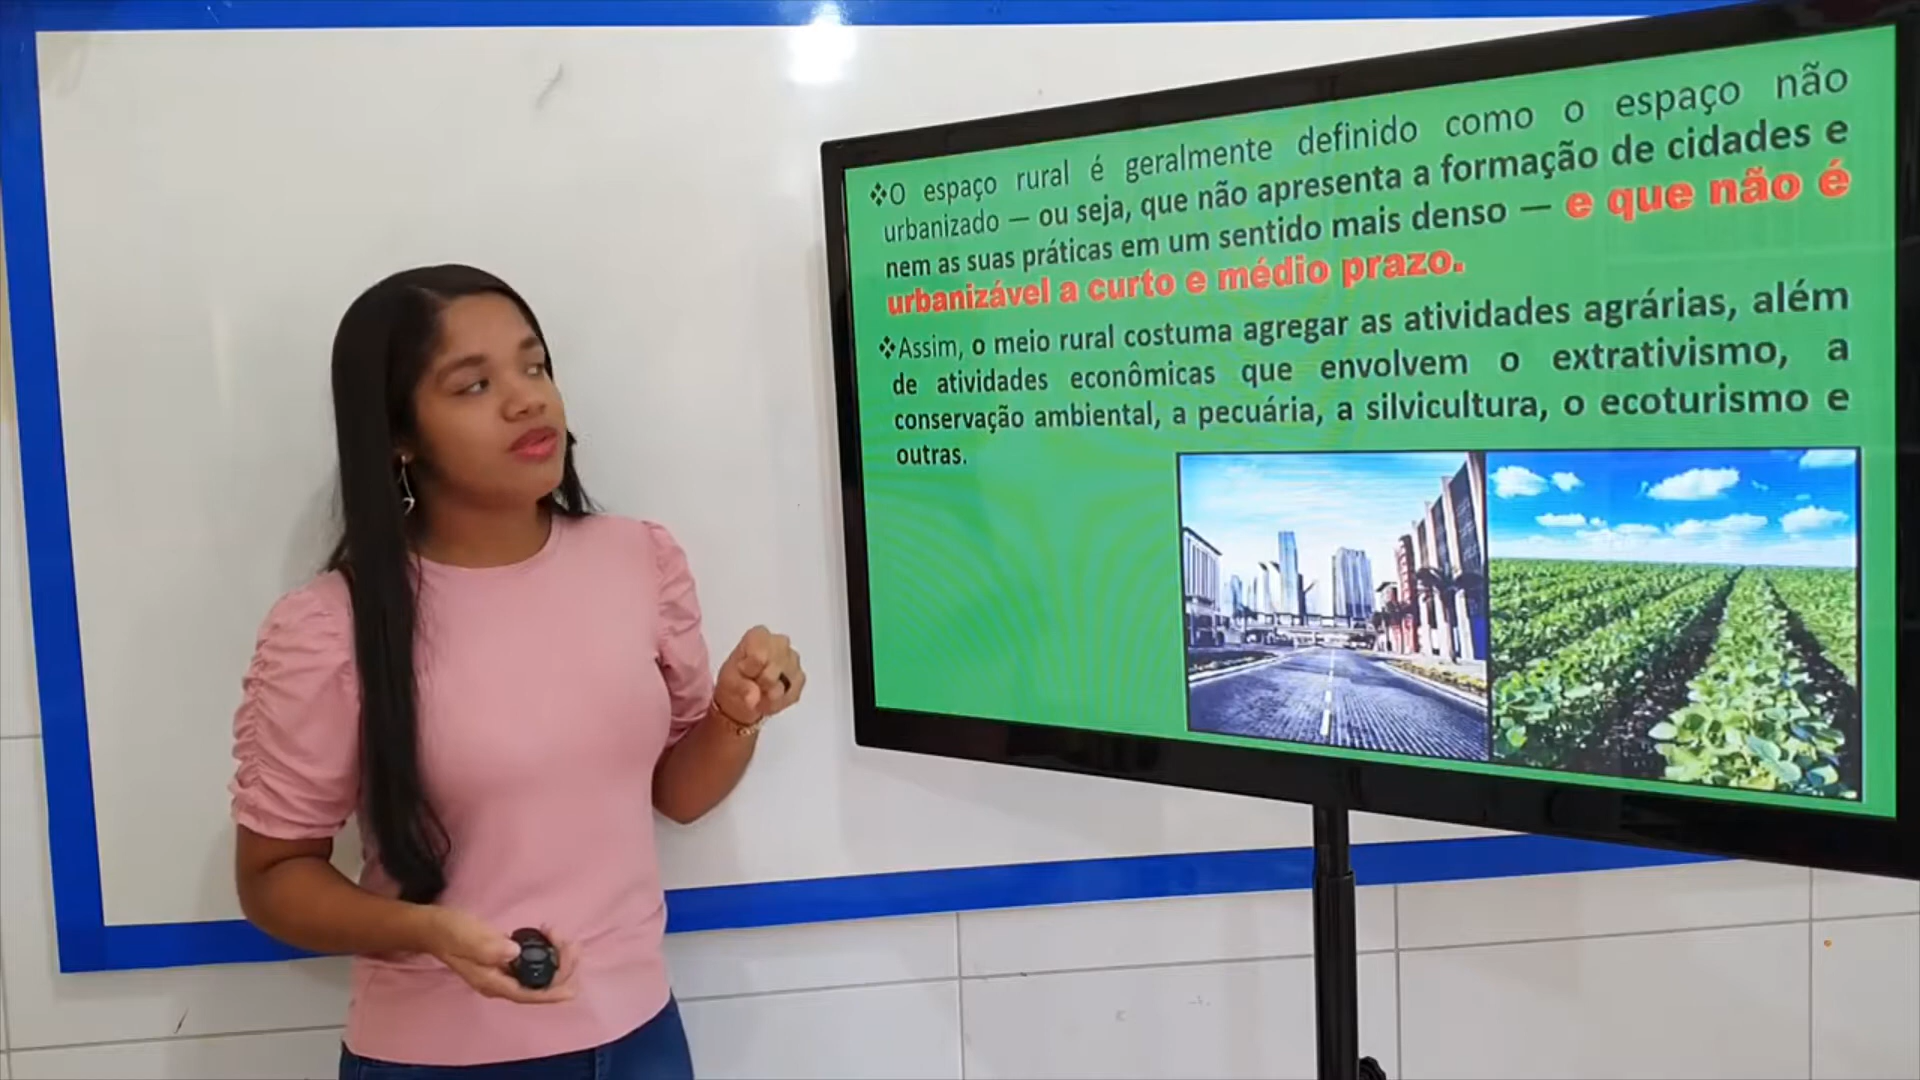 ❖O espaço rural é geralmente definido como o espaço não
urbanizado — ou seja, que não apresenta a formação de cidades e
nem as suas práticas em um sentido mais denso — e que não é
urbanizável a curto e médio prazo.
❖Assim, o meio rural costuma agregar as atividades agrárias, além
de atividades econômicas que envolvem o extrativismo, a
conservação ambiental, a pecuária, a silvicultura, o ecoturismo e
outras.